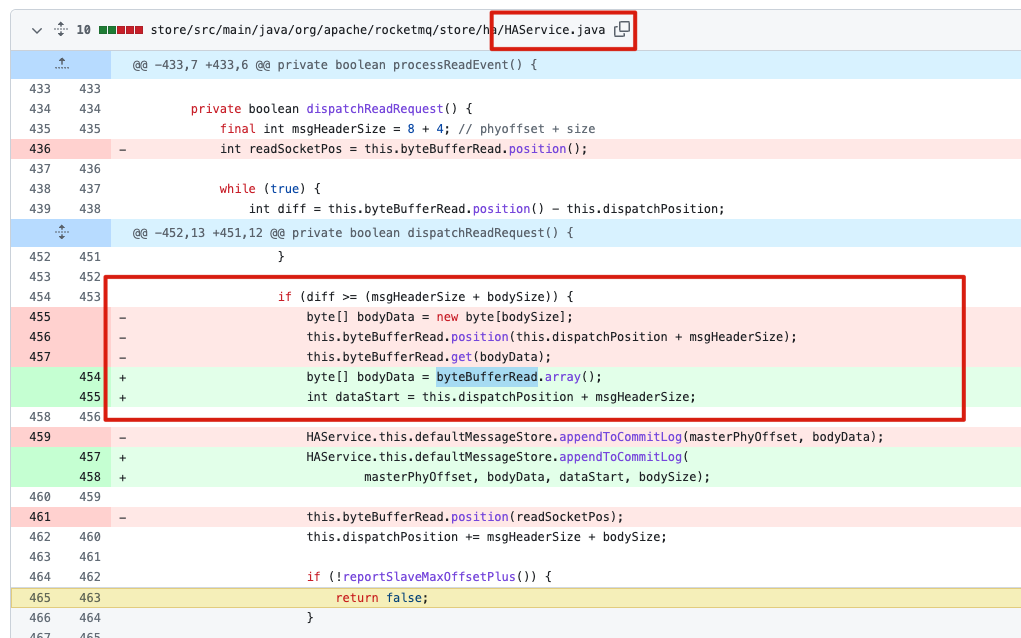 10 store/src/main/java/org/apache/rocketmq/store/ha/HAService.java
@@ -433,7 +433,6 @@ private boolean processReadEvent() {
433 433
434 434 private boolean dispatchReadRequest() {
435 435 final int msgHeaderSize = 8 + 4; // phyoffset + size
436 - int readSocketPos = this.byteBufferRead.position();
437 436
438 437 while (true) {
439 438 int diff = this.byteBufferRead.position() - this.dispatchPosition;
@@ -452,13 +451,12 @@ private boolean dispatchReadRequest() {
452 451 }
453 452
454 453 if (diff >= (msgHeaderSize + bodySize)) {
455 - byte[] bodyData = new byte[bodySize];
456 - this.byteBufferRead.position(this.dispatchPosition + msgHeaderSize);
457 - this.byteBufferRead.get(bodyData);
454 + byte[] bodyData = byteBufferRead.array();
455 + int dataStart = this.dispatchPosition + msgHeaderSize;
458 456
459 - HAService.this.defaultMessageStore.appendToCommitLog(masterPhyOffset, bodyData);
457 + HAService.this.defaultMessageStore.appendToCommitLog(
458 + masterPhyOffset, bodyData, dataStart, bodySize);
460 459
461 - this.byteBufferRead.position(readSocketPos);
462 460 this.dispatchPosition += msgHeaderSize + bodySize;
463 461
464 462 if (!reportSlaveMaxOffsetPlus()) {
465 463 return false;
466 464 }
467 465